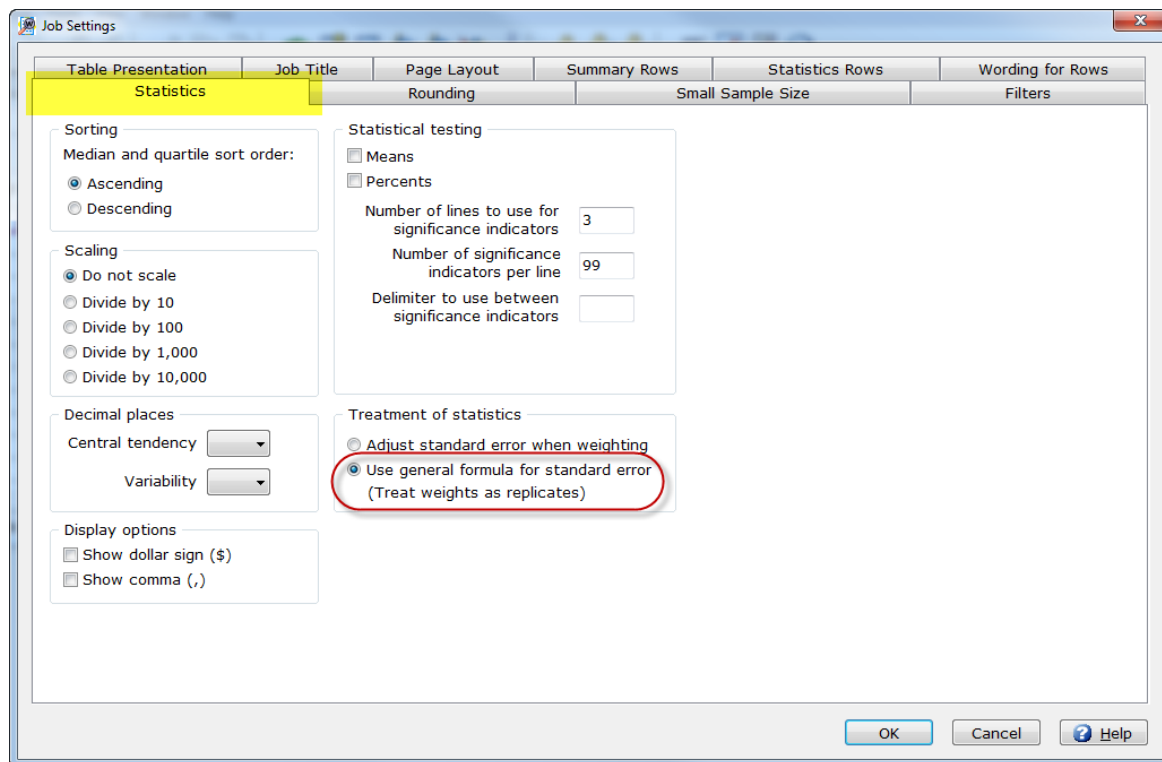 Job Settings
Table Presentation
Job Title
Page Layout
Summary Rows
Statistics Rows
Wording for Rows
Statistics
Rounding
Small Sample Size
Filters
Sorting
Median and quartile sort order:
Ascending
Descending
Scaling
Do not scale
Divide by 10
Divide by 100
Divide by 1,000
Divide by 10,000
Decimal places
Central tendency
Variability
Display options
Show dollar sign ($)
Show comma (,)
Statistical testing
Means
Percents
Number of lines to use for
significance indicators
3
Number of significance
indicators per line
99
Delimiter to use between
significance indicators
Treatment of statistics
Adjust standard error when weighting
Use general formula for standard error
(Treat weights as replicates)
OK
Cancel
Help